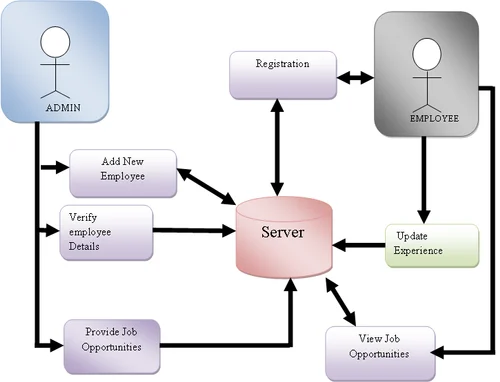 Registration
ADMIN
EMPLOYEE
Add New
Employee
Verify
employee
Details
Server
Update
Experience
Provide Job
Opportunities
View Job
Opportunities